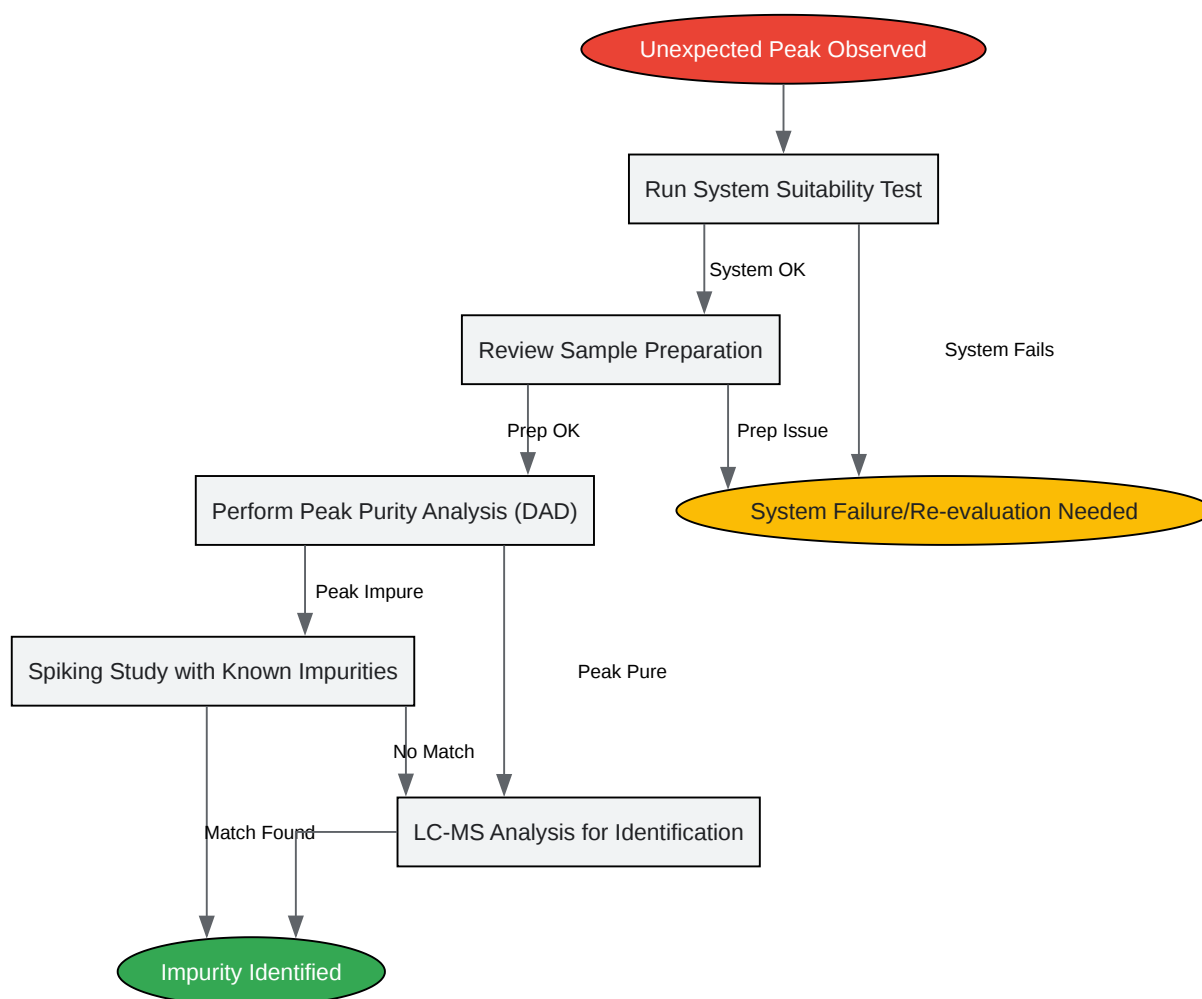 Unexpected Peak Observed
Run System Suitability Test
System OK
Review Sample Preparation
System Fails
Prep OK
Prep Issue
Perform Peak Purity Analysis (DAD)
System Failure/Re-evaluation Needed
Peak Impure
Spiking Study with Known Impurities
Peak Pure
No Match
Match Found
LC-MS Analysis for Identification
Impurity Identified